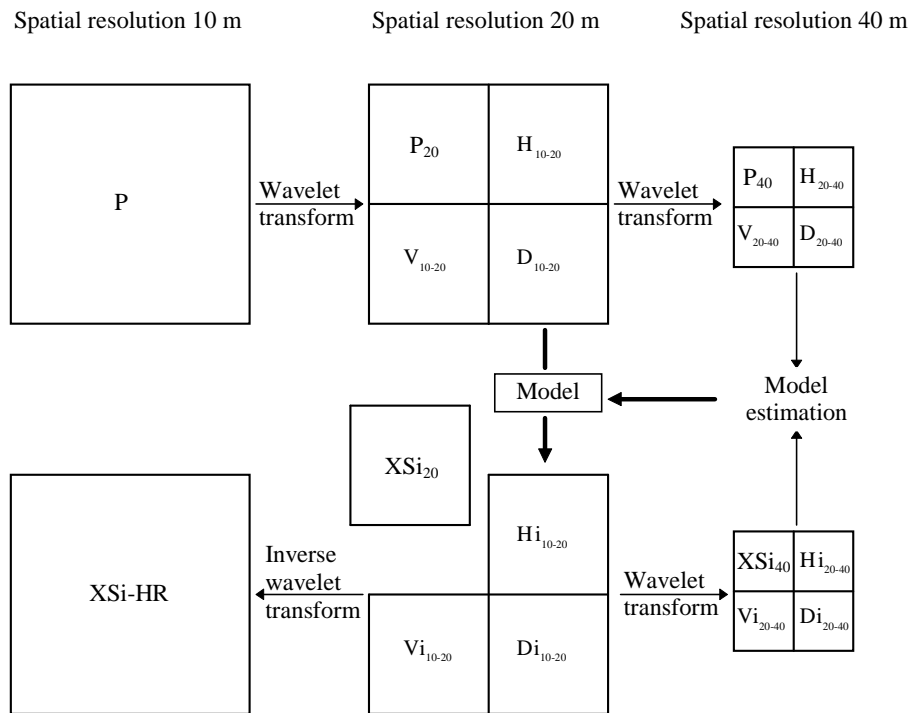 Spatial resolution 10 m
Spatial resolution 20 m
Spatial resolution 40 m
P
Wavelet
transform
P20
H10-20
V10-20
D10-20
Wavelet
transform
P40
H20-40
V20-40
D20-40
Model
Model
estimation
XSi20
XSi-HR
Inverse
wavelet
transform
Hi10-20
Vi10-20
Di10-20
Wavelet
transform
XSi40
Hi20-40
Vi20-40
Di20-40